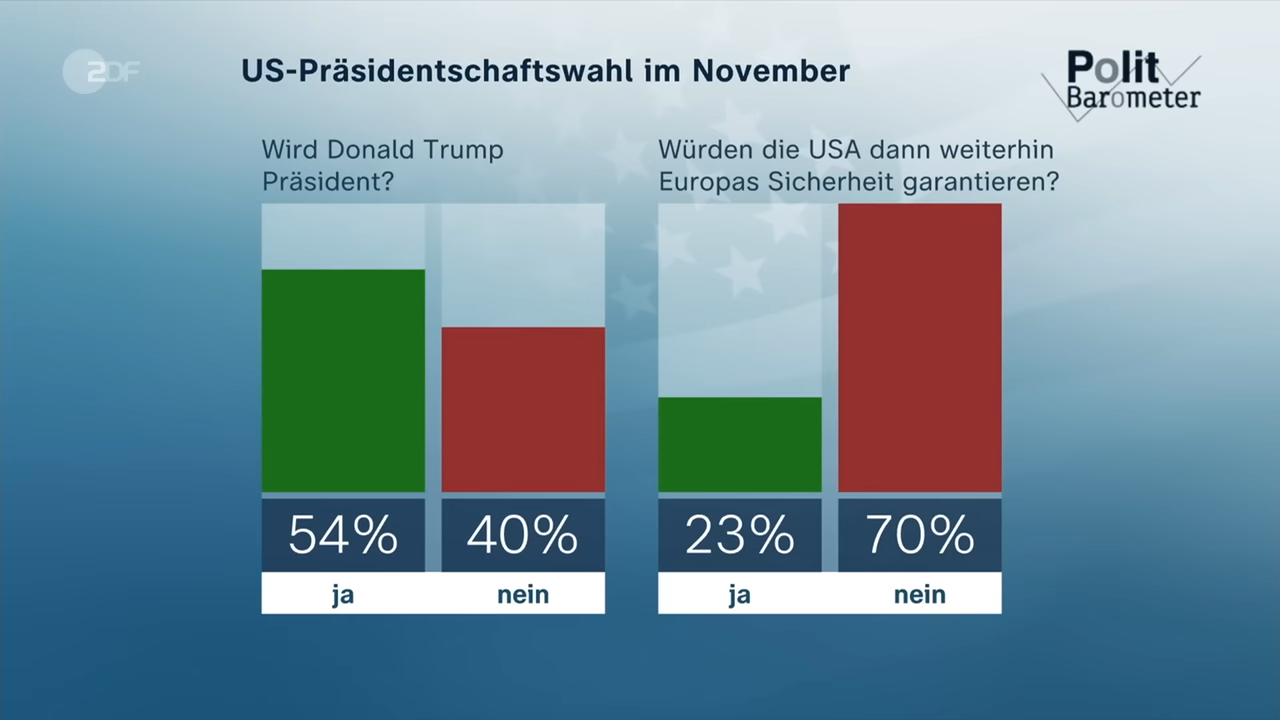 ZDF
US-Präsidentschaftswahl im November
Polit
Barometer
Wird Donald Trump
Präsident?
54%
40%
ja
nein
Würden die USA dann weiterhin
Europas Sicherheit garantieren?
23%
70%
ja
nein